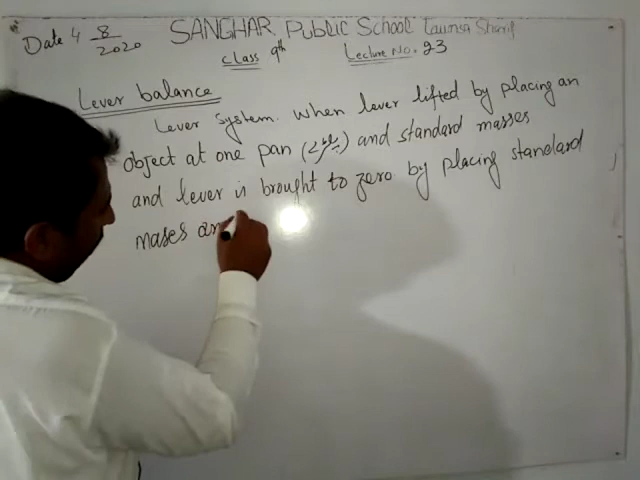 Date 4 8/2020 SANGHAR Public School Taunsa Sharif
Class 9th Lecture No. 23
Lever balance
Lever System. When lever lifted by placing an
object at one pan (پلڑے) and standard masses
and lever is brought to zero by placing standard
mases an